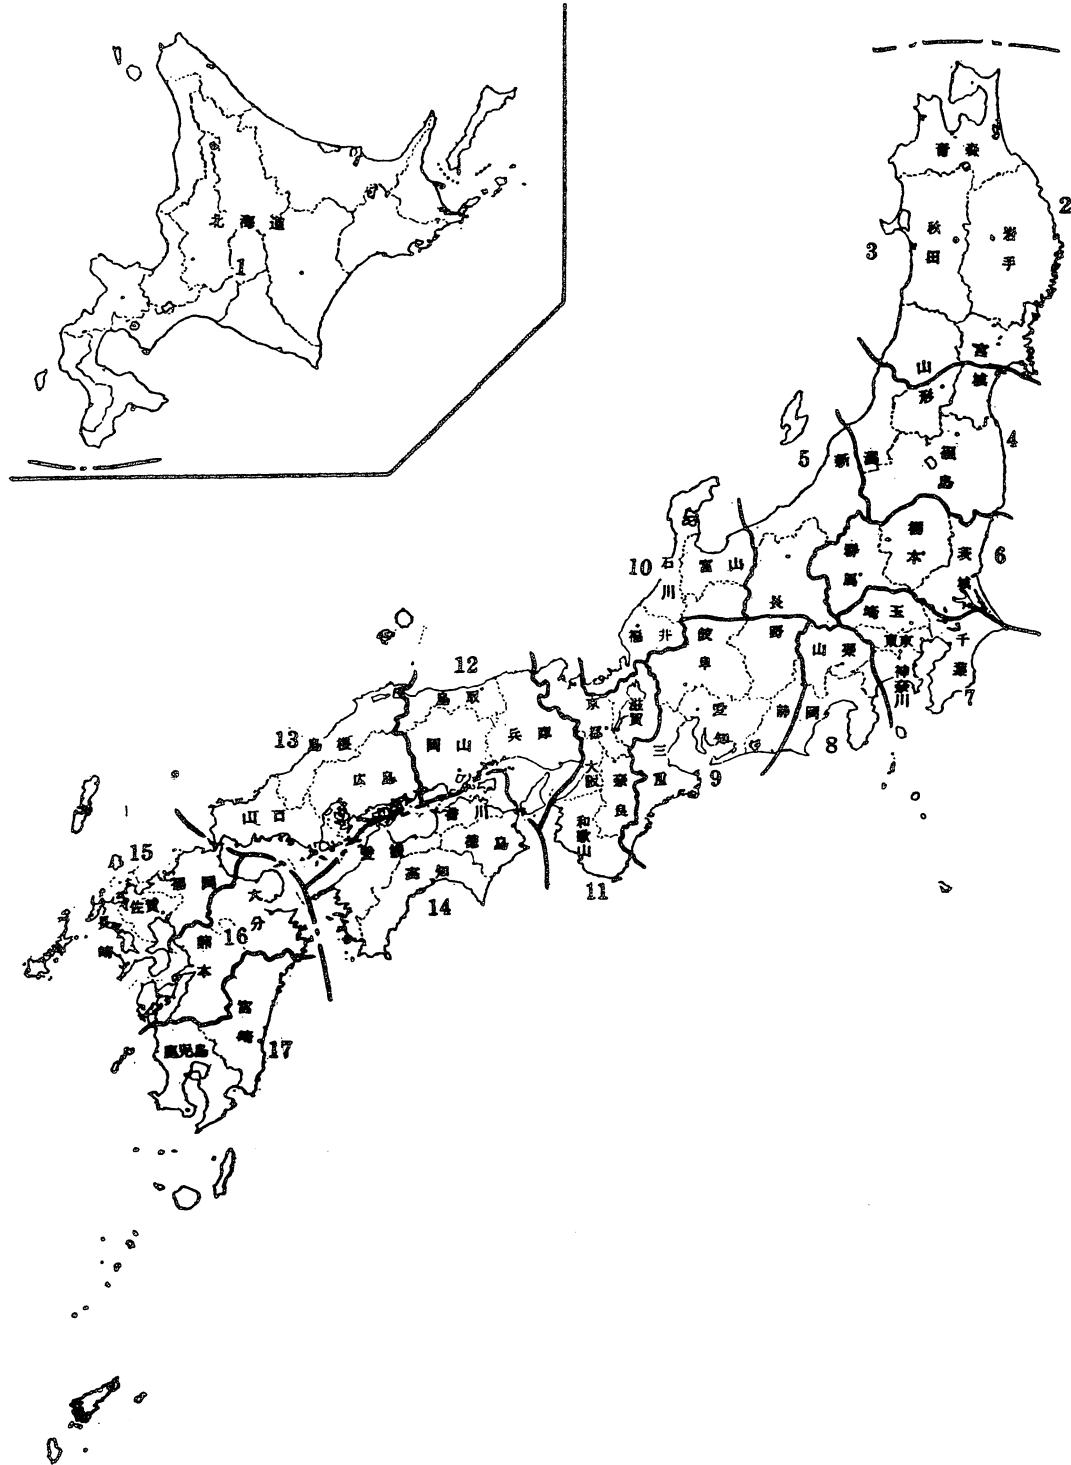 北海道
1
青森
2
秋田
岩手
3
宮城
山形
4
5
新潟
福島
栃木
10
石川
富山
群馬
茨城
6
長野
埼玉
福井
岐阜
山梨
東京
千葉
神奈川
7
12
鳥取
京都
滋賀
愛知
静岡
8
13
島根
岡山
兵庫
三重
9
広島
大阪
奈良
山口
香川
和歌山
愛媛
徳島
高知
11
14
15
福岡
大分
佐賀
長崎
16
熊本
宮崎
17
鹿児島